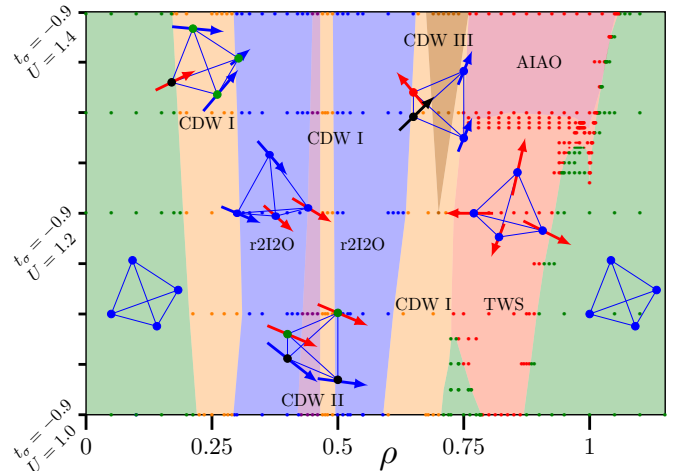 t_σ = −0.9
U = 1.4
CDW III
AIAO
CDW I
CDW I
t_σ = −0.9
U = 1.2
r2I2O
r2I2O
CDW I
TWS
CDW II
t_σ = −0.9
U = 1.0
0
0.25
0.5
0.75
1
ρ